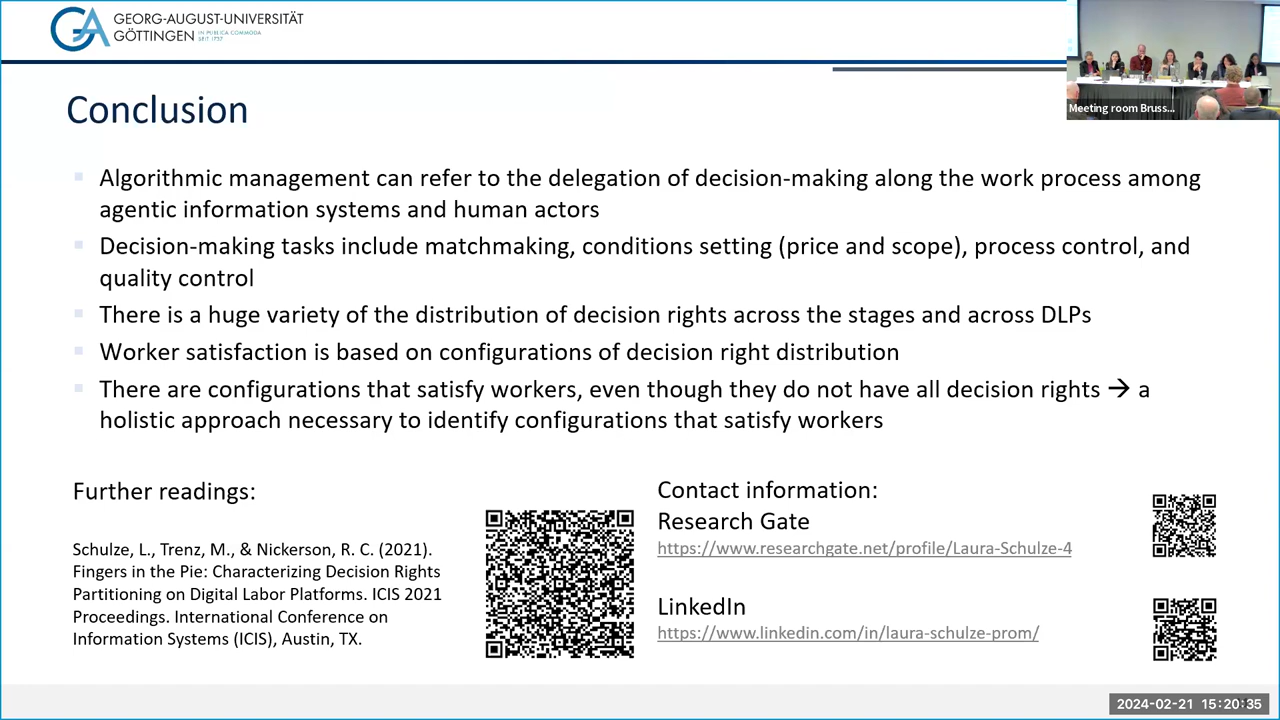 GEORG-AUGUST-UNIVERSITÄT
GÖTTINGEN
IN PUBLICA COMMODA
SEIT 1737
Meeting room Bruss...
Conclusion
Algorithmic management can refer to the delegation of decision-making along the work process among
agentic information systems and human actors
Decision-making tasks include matchmaking, conditions setting (price and scope), process control, and
quality control
There is a huge variety of the distribution of decision rights across the stages and across DLPs
Worker satisfaction is based on configurations of decision right distribution
There are configurations that satisfy workers, even though they do not have all decision rights → a
holistic approach necessary to identify configurations that satisfy workers
Further readings:
Schulze, L., Trenz, M., & Nickerson, R. C. (2021).
Fingers in the Pie: Characterizing Decision Rights
Partitioning on Digital Labor Platforms. ICIS 2021
Proceedings. International Conference on
Information Systems (ICIS), Austin, TX.
Contact information:
Research Gate
https://www.researchgate.net/profile/Laura-Schulze-4
LinkedIn
https://www.linkedin.com/in/laura-schulze-prom/
2024-02-21 15:20:35